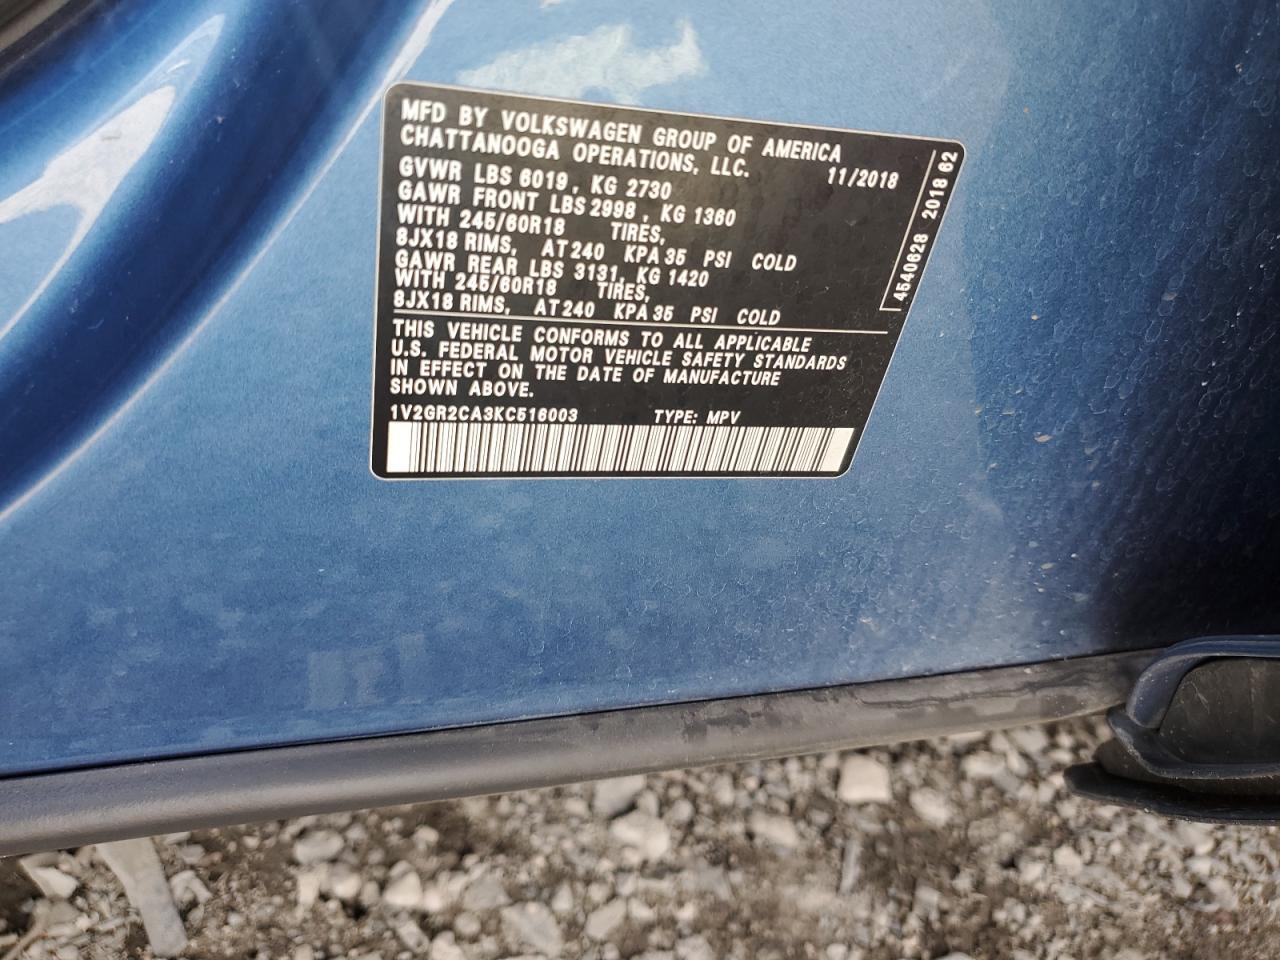 MFD BY VOLKSWAGEN GROUP OF AMERICA
CHATTANOOGA OPERATIONS, LLC. 11/2018
GVWR LBS 6019, KG 2730
GAWR FRONT LBS 2998, KG 1360
WITH 245/60R18 TIRES,
8JX18 RIMS, AT 240 KPA 35 PSI COLD
GAWR REAR LBS 3131, KG 1420
WITH 245/60R18 TIRES,
8JX18 RIMS, AT 240 KPA 35 PSI COLD
THIS VEHICLE CONFORMS TO ALL APPLICABLE
U.S. FEDERAL MOTOR VEHICLE SAFETY STANDARDS
IN EFFECT ON THE DATE OF MANUFACTURE
SHOWN ABOVE.
1V2GR2CA3KC516003 TYPE: MPV
4540628 2018 62